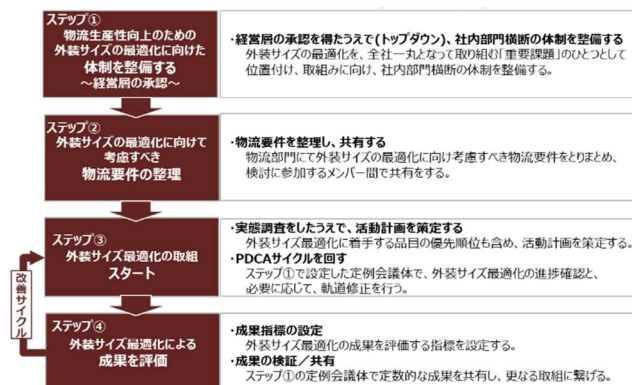 ステップ①
物流生産性向上のための
外装サイズの最適化に向けた
体制を整備する
～経営層の承認～
・経営層の承認を得たうえで(トップダウン)、社内部門横断の体制を整備する
外装サイズの最適化を、全社一丸となって取り組む「重要課題」のひとつとして
位置付け、取組みに向け、社内部門横断の体制を整備する。
ステップ②
外装サイズの最適化に向けて
考慮すべき
物流要件の整理
・物流要件を整理し、共有する
物流部門にて外装サイズの最適化に向け考慮すべき物流要件をとりまとめ、
検討に参加するメンバー間で共有をする。
ステップ③
外装サイズ最適化の取組
スタート
・実態調査をしたうえで、活動計画を策定する
外装サイズ最適化に着手する品目の優先順位も含め、活動計画を策定する。
・PDCAサイクルを回す
ステップ①で設定した定例会議体で、外装サイズ最適化の進捗確認と、
必要に応じて、軌道修正を行う。
改善サイクル
ステップ④
外装サイズ最適化による
成果を評価
・成果指標の設定
外装サイズ最適化の成果を評価する指標を設定する。
・成果の検証／共有
ステップ①の定例会議体で定数的な成果を共有し、更なる取組に繋げる。